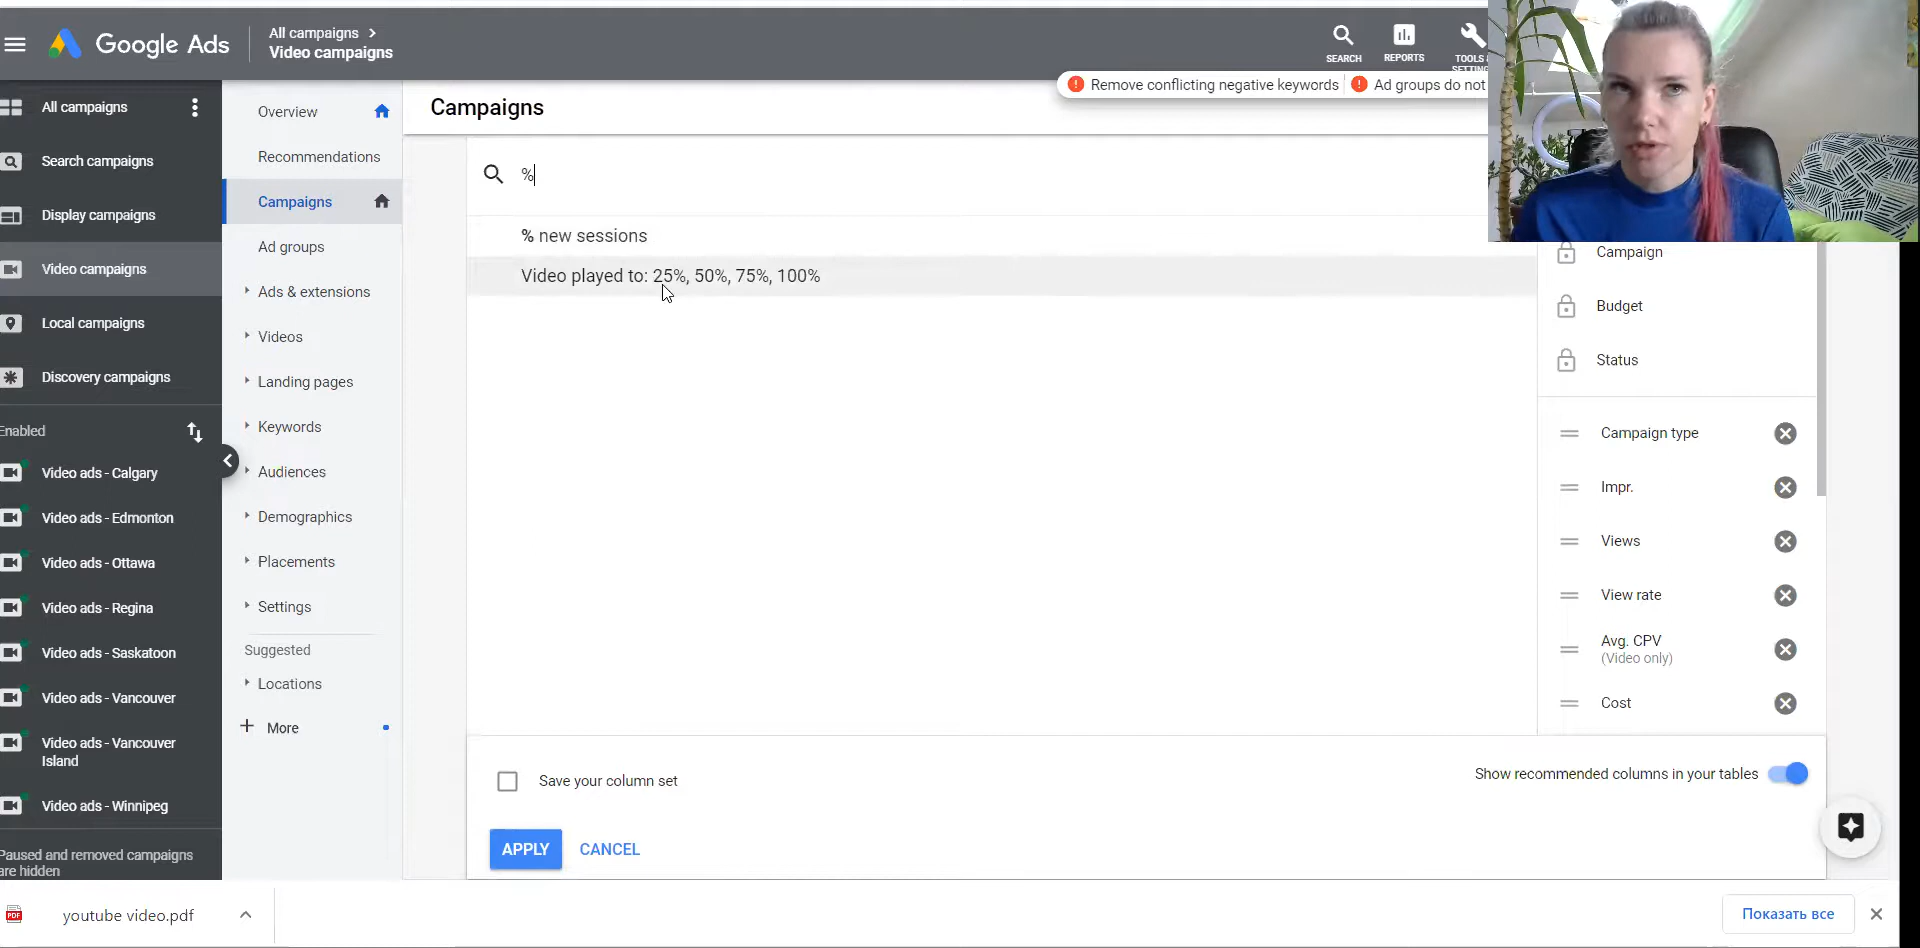 Google Ads
All campaigns >
Video campaigns
SEARCH
REPORTS
TOOLS &
SETTING
Remove conflicting negative keywords
Ad groups do not
All campaigns
Search campaigns
Display campaigns
Video campaigns
Local campaigns
Discovery campaigns
Enabled
Video ads - Calgary
Video ads - Edmonton
Video ads - Ottawa
Video ads - Regina
Video ads - Saskatoon
Video ads - Vancouver
Video ads - Vancouver
Island
Video ads - Winnipeg
Paused and removed campaigns
are hidden
Overview
Recommendations
Campaigns
Ad groups
Ads & extensions
Videos
Landing pages
Keywords
Audiences
Demographics
Placements
Settings
Suggested
Locations
+ More
Campaigns
%
% new sessions
Video played to: 25%, 50%, 75%, 100%
Campaign
Budget
Status
Campaign type
Impr.
Views
View rate
Avg. CPV
(Video only)
Cost
Save your column set
Show recommended columns in your tables
APPLY
CANCEL
PDF
youtube video.pdf
Показать все